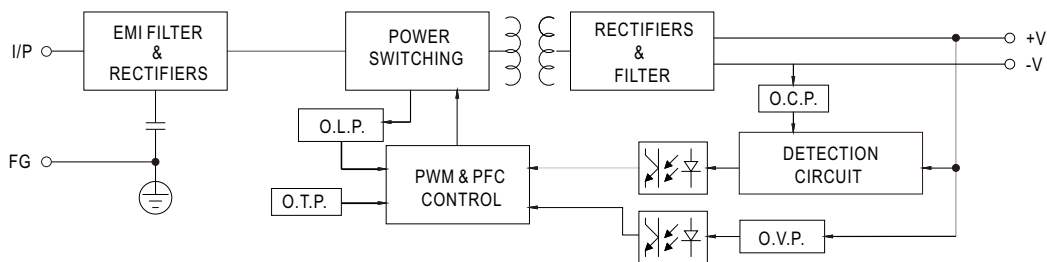 I/P
EMI FILTER
&
RECTIFIERS
POWER
SWITCHING
RECTIFIERS
&
FILTER
+V
-V
O.C.P.
O.L.P.
FG
PWM & PFC
CONTROL
DETECTION
CIRCUIT
O.T.P.
O.V.P.